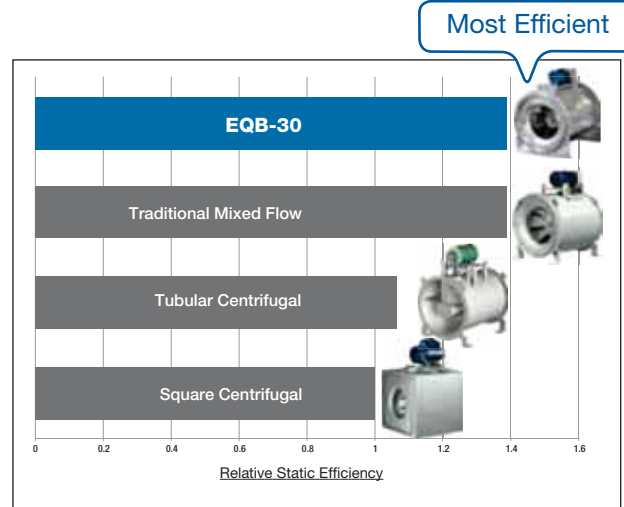 Most Efficient
EQB-30
Traditional Mixed Flow
Tubular Centrifugal
Square Centrifugal
0 0.2 0.4 0.6 0.8 1 1.2 1.4 1.6
Relative Static Efficiency